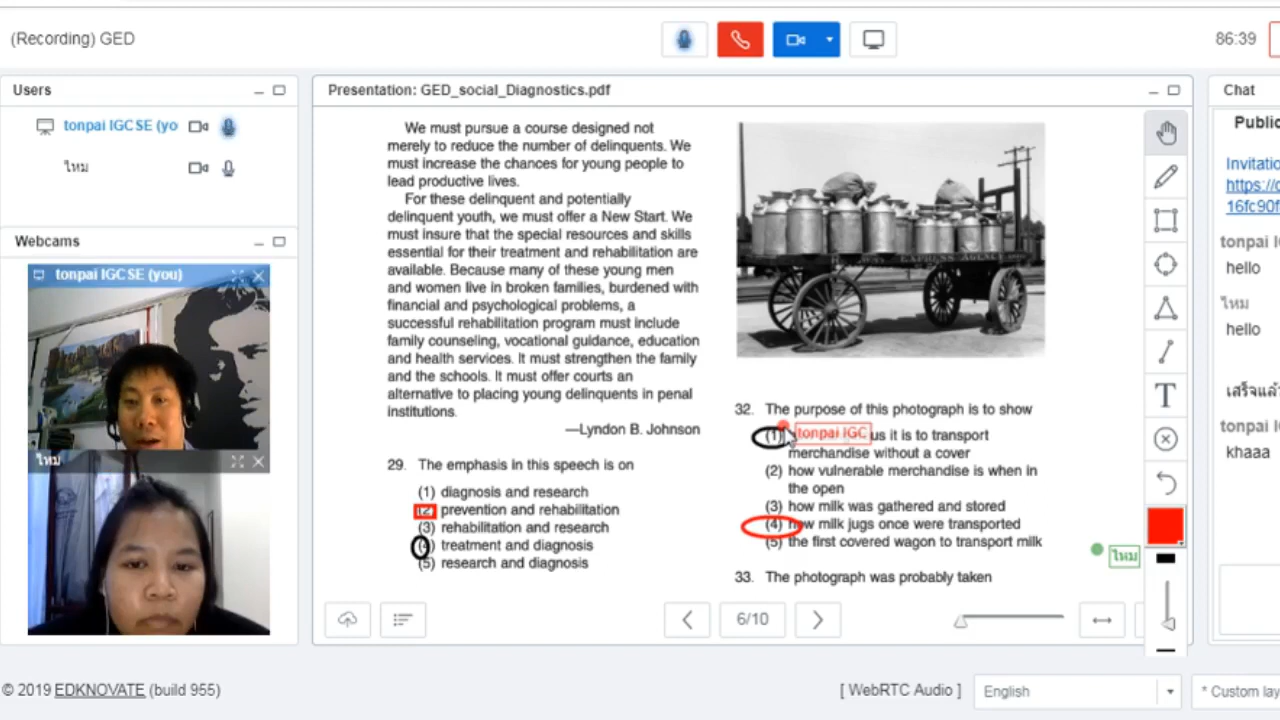 (Recording) GED
86:39
Users
tonpai IGCSE (yo
ไหม
Webcams
tonpai IGCSE (you)
ไหม
Presentation: GED_social_Diagnostics.pdf
We must pursue a course designed not
merely to reduce the number of delinquents. We
must increase the chances for young people to
lead productive lives.
For these delinquent and potentially
delinquent youth, we must offer a New Start. We
must insure that the special resources and skills
essential for their treatment and rehabilitation are
available. Because many of these young men
and women live in broken families, burdened with
financial and psychological problems, a
successful rehabilitation program must include
family counseling, vocational guidance, education
and health services. It must strengthen the family
and the schools. It must offer courts an
alternative to placing young delinquents in penal
institutions.
—Lyndon B. Johnson
29. The emphasis in this speech is on
(1) diagnosis and research
(2) prevention and rehabilitation
(3) rehabilitation and research
(4) treatment and diagnosis
(5) research and diagnosis
EXPRESS AGENCY
32. The purpose of this photograph is to show
(1) tonpai IGC us it is to transport
merchandise without a cover
(2) how vulnerable merchandise is when in
the open
(3) how milk was gathered and stored
(4) how milk jugs once were transported
(5) the first covered wagon to transport milk
ไหม
33. The photograph was probably taken
6/10
T
Chat
Public
Invitatio
https://c
16fc90f
tonpai I
hello
ไหม
hello
เสร็จแล้ว
tonpai I
khaaa
© 2019 EDKNOVATE (build 955)
[ WebRTC Audio ]
English
* Custom lay